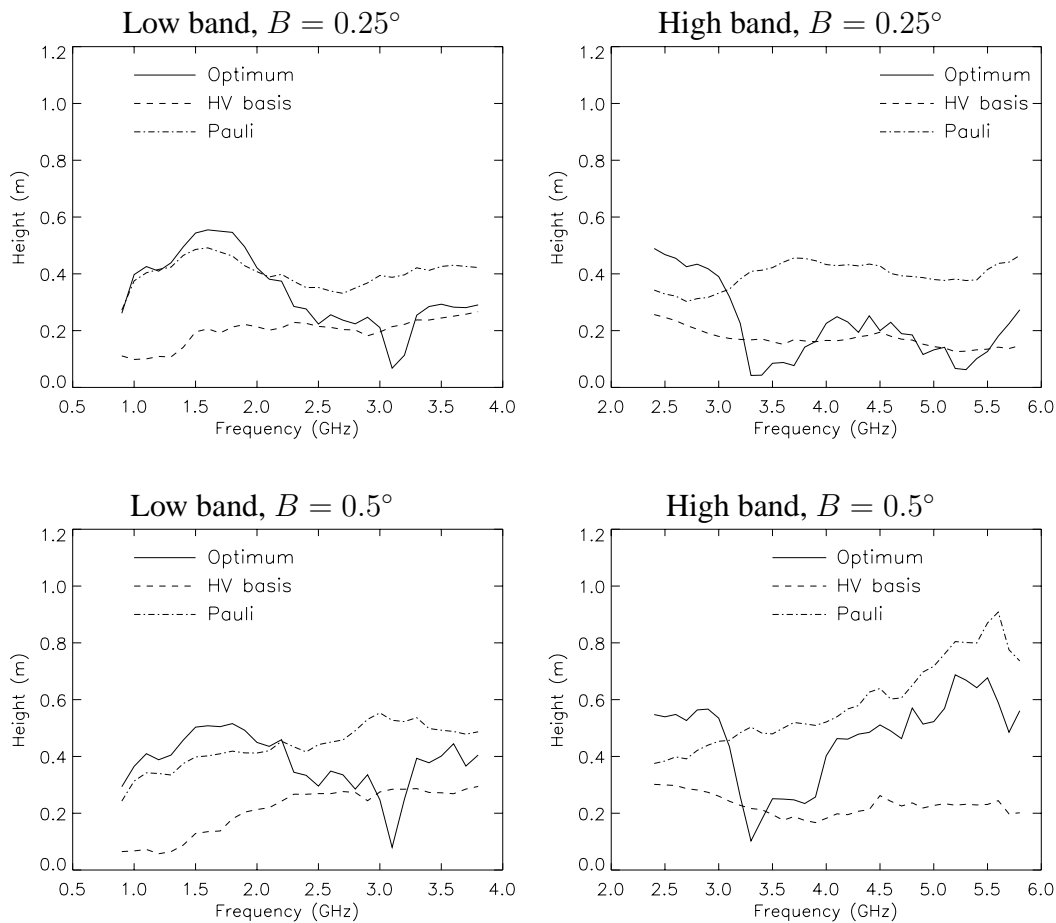 Low band, B = 0.25°
1.2
1.0
0.8
0.6
0.4
0.2
0.0
Height (m)
Optimum
HV basis
Pauli
0.5 1.0 1.5 2.0 2.5 3.0 3.5 4.0
Frequency (GHz)
High band, B = 0.25°
1.2
1.0
0.8
0.6
0.4
0.2
0.0
Height (m)
Optimum
HV basis
Pauli
2.0 2.5 3.0 3.5 4.0 4.5 5.0 5.5 6.0
Frequency (GHz)
Low band, B = 0.5°
1.2
1.0
0.8
0.6
0.4
0.2
0.0
Height (m)
Optimum
HV basis
Pauli
0.5 1.0 1.5 2.0 2.5 3.0 3.5 4.0
Frequency (GHz)
High band, B = 0.5°
1.2
1.0
0.8
0.6
0.4
0.2
0.0
Height (m)
Optimum
HV basis
Pauli
2.0 2.5 3.0 3.5 4.0 4.5 5.0 5.5 6.0
Frequency (GHz)